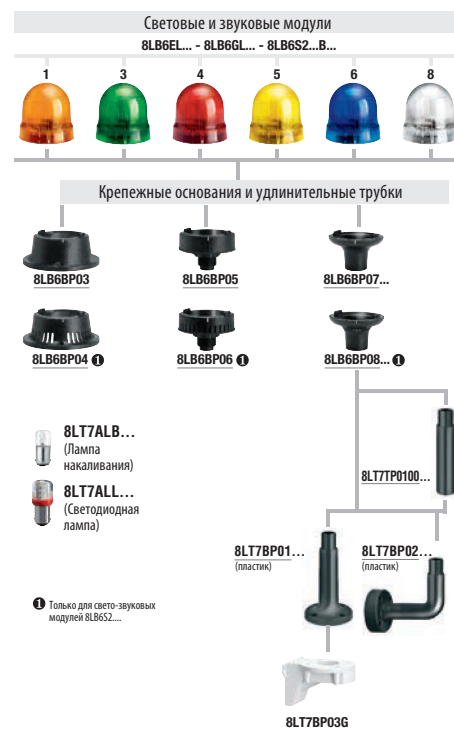 Световые и звуковые модули
8LB6EL... - 8LB6GL... - 8LB6S2...B...
1 3 4 5 6 8
Крепежные основания и удлинительные трубки
8LB6BP03 8LB6BP05 8LB6BP07...
8LB6BP04 ❶ 8LB6BP06 ❶ 8LB6BP08... ❶
8LT7ALB...
(Лампа
накаливания)
8LT7ALL...
(Светодиодная
лампа)
8LT7TP0100...
8LT7BP01... 8LT7BP02...
(пластик) (пластик)
❶ Только для свето-звуковых
модулей 8LB6S2....
8LT7BP03G